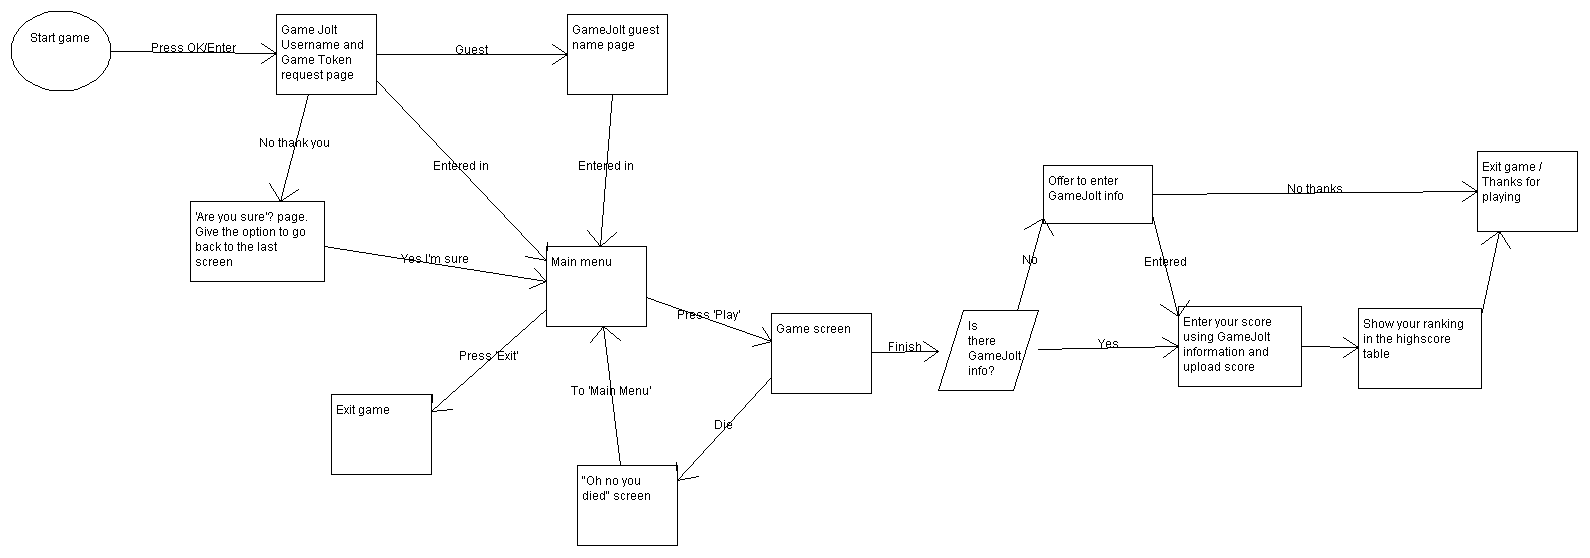 Start game
Press OK/Enter
Game Jolt
Username and
Game Token
request page
Guest
GameJolt guest
name page
No thank you
Entered in
Entered in
'Are you sure'? page.
Give the option to go
back to the last
screen
Yes I'm sure
Main menu
Press 'Play'
Press 'Exit'
Exit game
To 'Main Menu'
"Oh no you
died" screen
Die
Game screen
Finish
Is
there
GameJolt
info?
No
Yes
Offer to enter
GameJolt info
No thanks
Entered
Enter your score
using GameJolt
information and
upload score
Show your ranking
in the highscore
table
Exit game /
Thanks for
playing